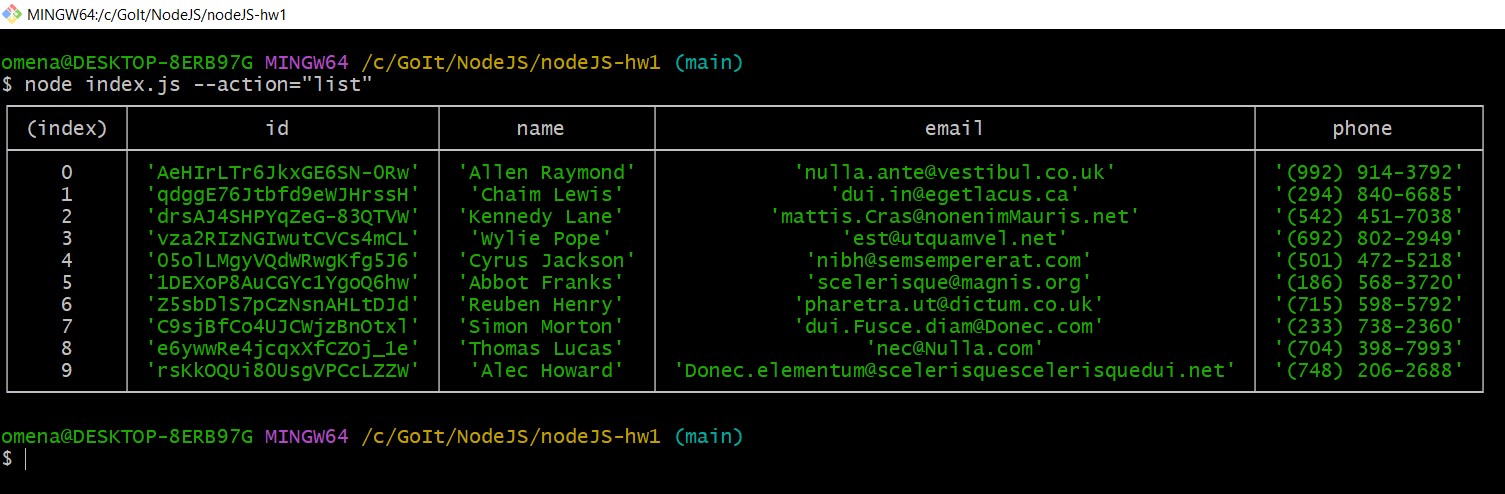 MINGW64:/c/GoIt/NodeJS/nodeJS-hw1
omena@DESKTOP-8ERB97G MINGW64 /c/GoIt/NodeJS/nodeJS-hw1 (main)
$ node index.js --action="list"
(index) id name email phone
0 'AeHIrLTr6JkxGE6SN-0Rw' 'Allen Raymond' 'nulla.ante@vestibul.co.uk' '(992) 914-3792'
1 'qdggE76Jtbfd9eWJHrssH' 'Chaim Lewis' 'dui.in@egetlacus.ca' '(294) 840-6685'
2 'drsAJ4SHPYqZeG-83QTVW' 'Kennedy Lane' 'mattis.Cras@nonenimMauris.net' '(542) 451-7038'
3 'vza2RIzNGIwutCVCs4mCL' 'Wylie Pope' 'est@utquamvel.net' '(692) 802-2949'
4 '05olLMgyVQdWRwgKfg5J6' 'Cyrus Jackson' 'nibh@semsempererat.com' '(501) 472-5218'
5 '1DEXoP8AuCGYc1YgoQ6hw' 'Abbot Franks' 'scelerisque@magnis.org' '(186) 568-3720'
6 'Z5sbDlS7pCzNsnAHLtDJd' 'Reuben Henry' 'pharetra.ut@dictum.co.uk' '(715) 598-5792'
7 'C9sjBfCo4UJCWjzBnOtxl' 'Simon Morton' 'dui.Fusce.diam@Donec.com' '(233) 738-2360'
8 'e6ywwRe4jcqxXfCZOj_1e' 'Thomas Lucas' 'nec@Nulla.com' '(704) 398-7993'
9 'rsKkOQUi80UsgVPCcLZZW' 'Alec Howard' 'Donec.elementum@scelerisquescelerisquedui.net' '(748) 206-2688'
omena@DESKTOP-8ERB97G MINGW64 /c/GoIt/NodeJS/nodeJS-hw1 (main)
$